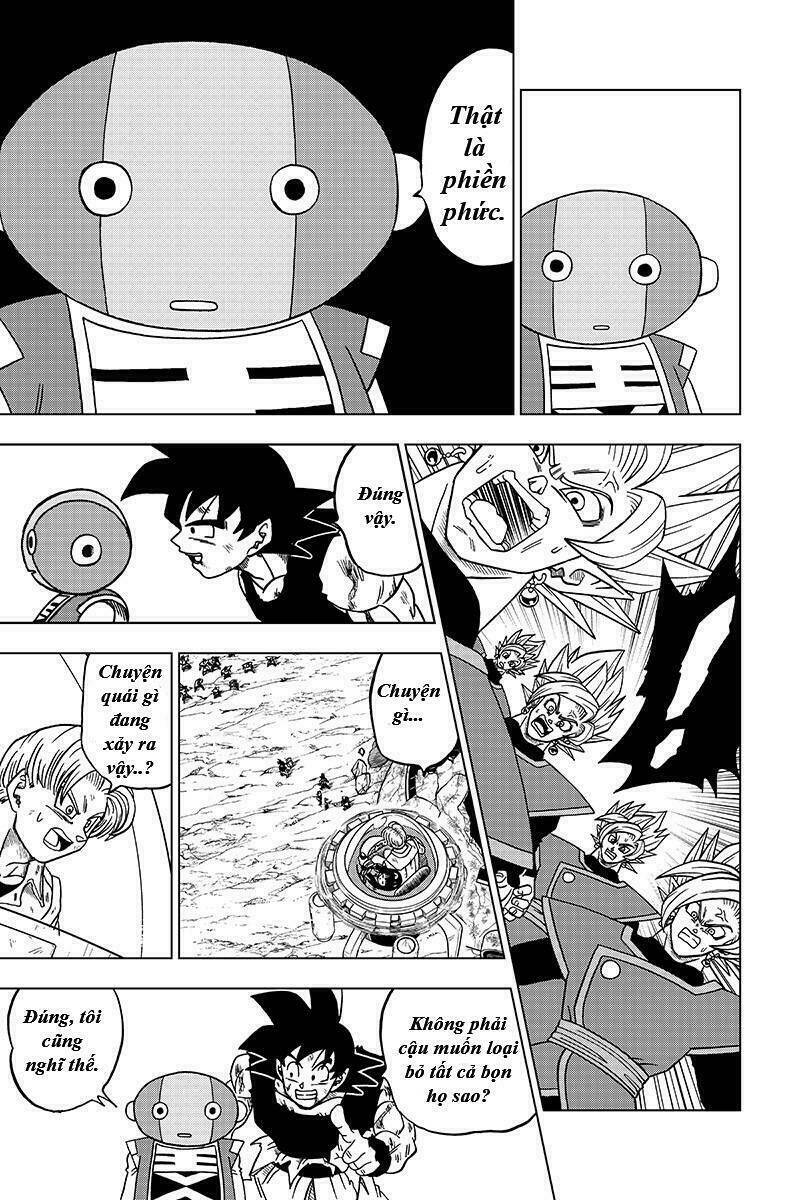 Thật
là
phiền
phức.
Đúng
vậy.
Chuyện
gì...
Chuyện
quái gì
đang
xảy ra
vậy..?
Không phải
cậu muốn loại
bỏ tất cả bọn
họ sao?
Đúng, tôi
cũng
nghĩ thế.